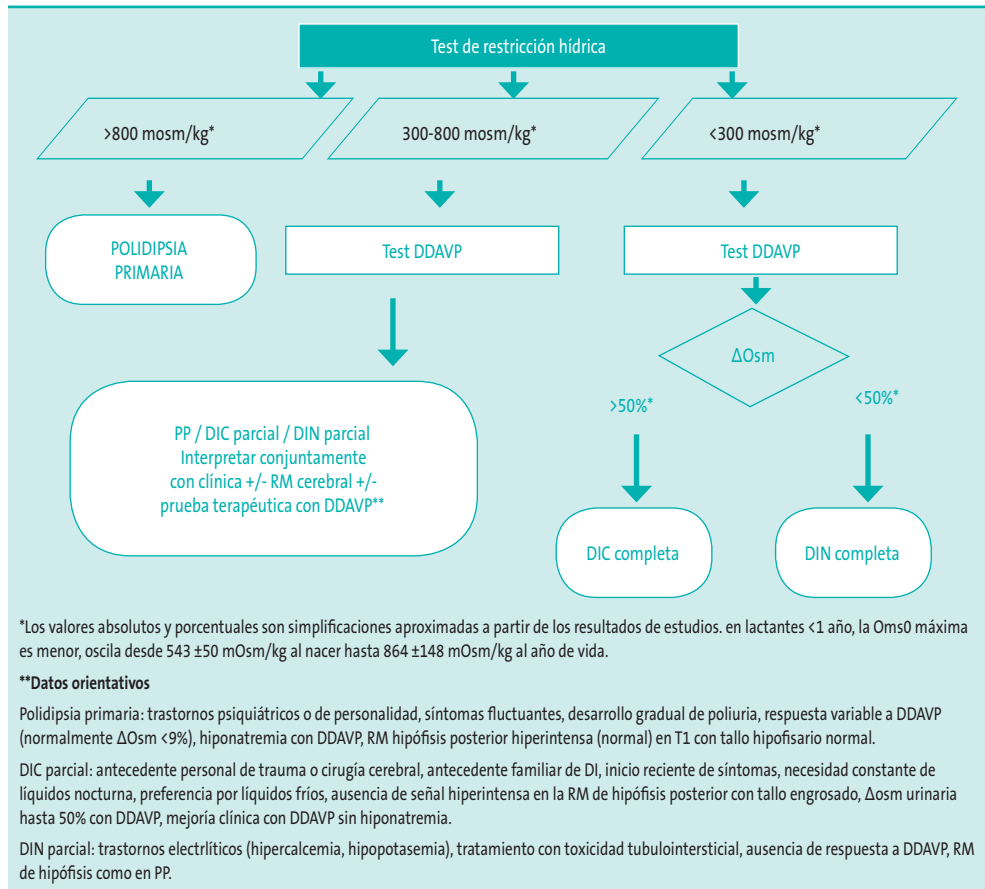 Test de restricción hídrica
>800 mosm/kg*
300-800 mosm/kg*
<300 mosm/kg*
POLIDIPSIA
PRIMARIA
Test DDAVP
Test DDAVP
ΔOsm
>50%*
<50%*
PP / DIC parcial / DIN parcial
Interpretar conjuntamente
con clínica +/- RM cerebral +/-
prueba terapéutica con DDAVP**
DIC completa
DIN completa
*Los valores absolutos y porcentuales son simplificaciones aproximadas a partir de los resultados de estudios. en lactantes <1 año, la Oms0 máxima
es menor, oscila desde 543 ±50 mOsm/kg al nacer hasta 864 ±148 mOsm/kg al año de vida.
**Datos orientativos
Polidipsia primaria: trastornos psiquiátricos o de personalidad, síntomas fluctuantes, desarrollo gradual de poliuria, respuesta variable a DDAVP
(normalmente ΔOsm <9%), hiponatremia con DDAVP, RM hipófisis posterior hiperintensa (normal) en T1 con tallo hipofisario normal.
DIC parcial: antecedente personal de trauma o cirugía cerebral, antecedente familiar de DI, inicio reciente de síntomas, necesidad constante de
líquidos nocturna, preferencia por líquidos fríos, ausencia de señal hiperintensa en la RM de hipófisis posterior con tallo engrosado, Δosm urinaria
hasta 50% con DDAVP, mejoría clínica con DDAVP sin hiponatremia.
DIN parcial: trastornos electrlíticos (hipercalcemia, hipopotasemia), tratamiento con toxicidad tubulointersticial, ausencia de respuesta a DDAVP, RM
de hipófisis como en PP.